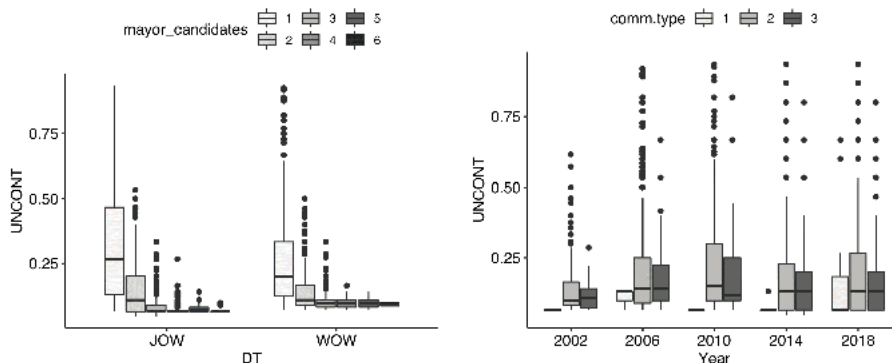 mayor_candidates 1 3 5
2 4 6
UNCONT
0.75
0.50
0.25
JOW WOW
DT
comm.type 1 2 3
UNCONT
0.75
0.50
0.25
2002 2006 2010 2014 2018
Year